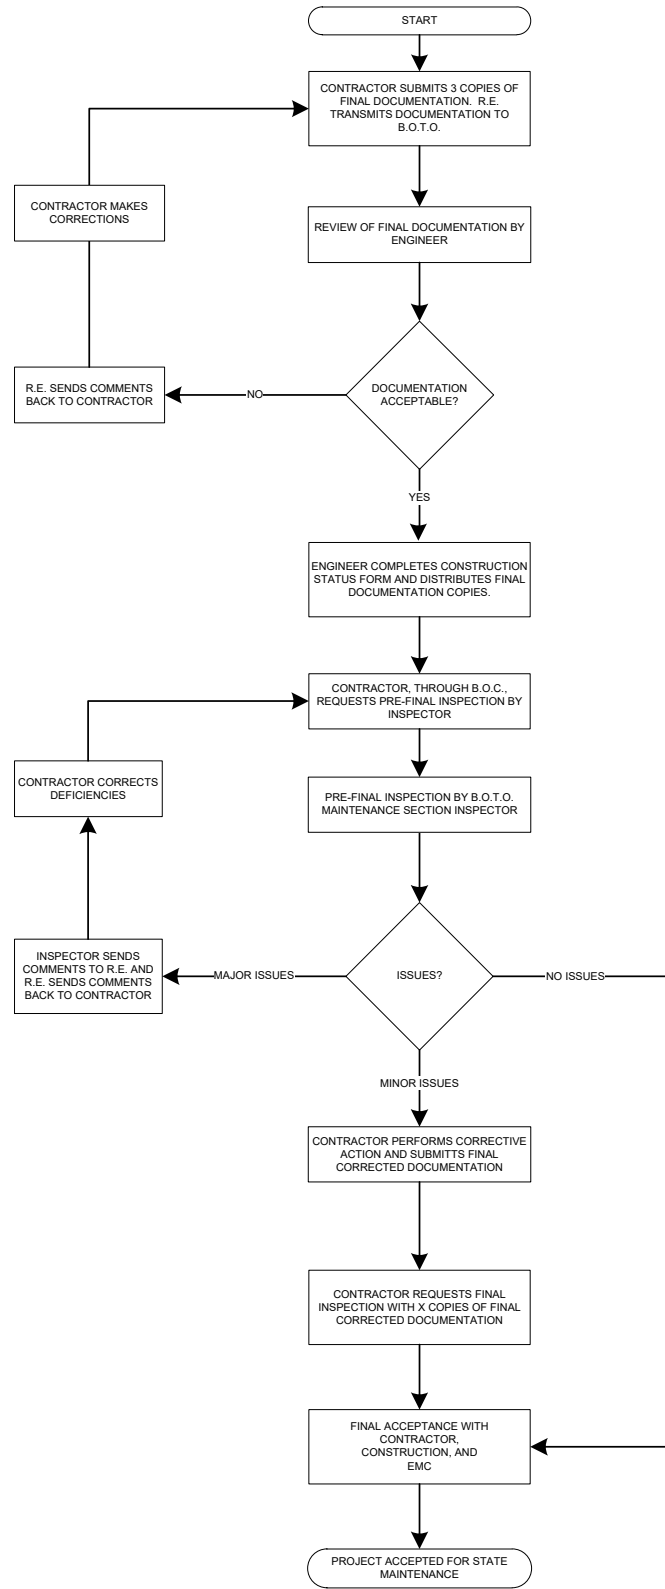 START
CONTRACTOR SUBMITS 3 COPIES OF
FINAL DOCUMENTATION. R.E.
TRANSMITS DOCUMENTATION TO
B.O.T.O.
CONTRACTOR MAKES
CORRECTIONS
REVIEW OF FINAL DOCUMENTATION BY
ENGINEER
R.E. SENDS COMMENTS
BACK TO CONTRACTOR
NO
DOCUMENTATION
ACCEPTABLE?
YES
ENGINEER COMPLETES CONSTRUCTION
STATUS FORM AND DISTRIBUTES FINAL
DOCUMENTATION COPIES.
CONTRACTOR, THROUGH B.O.C.,
REQUESTS PRE-FINAL INSPECTION BY
INSPECTOR
CONTRACTOR CORRECTS
DEFICIENCIES
PRE-FINAL INSPECTION BY B.O.T.O.
MAINTENANCE SECTION INSPECTOR
INSPECTOR SENDS
COMMENTS TO R.E. AND
R.E. SENDS COMMENTS
BACK TO CONTRACTOR
MAJOR ISSUES
ISSUES?
NO ISSUES
MINOR ISSUES
CONTRACTOR PERFORMS CORRECTIVE
ACTION AND SUBMITTS FINAL
CORRECTED DOCUMENTATION
CONTRACTOR REQUESTS FINAL
INSPECTION WITH X COPIES OF FINAL
CORRECTED DOCUMENTATION
FINAL ACCEPTANCE WITH
CONTRACTOR,
CONSTRUCTION, AND
EMC
PROJECT ACCEPTED FOR STATE
MAINTENANCE